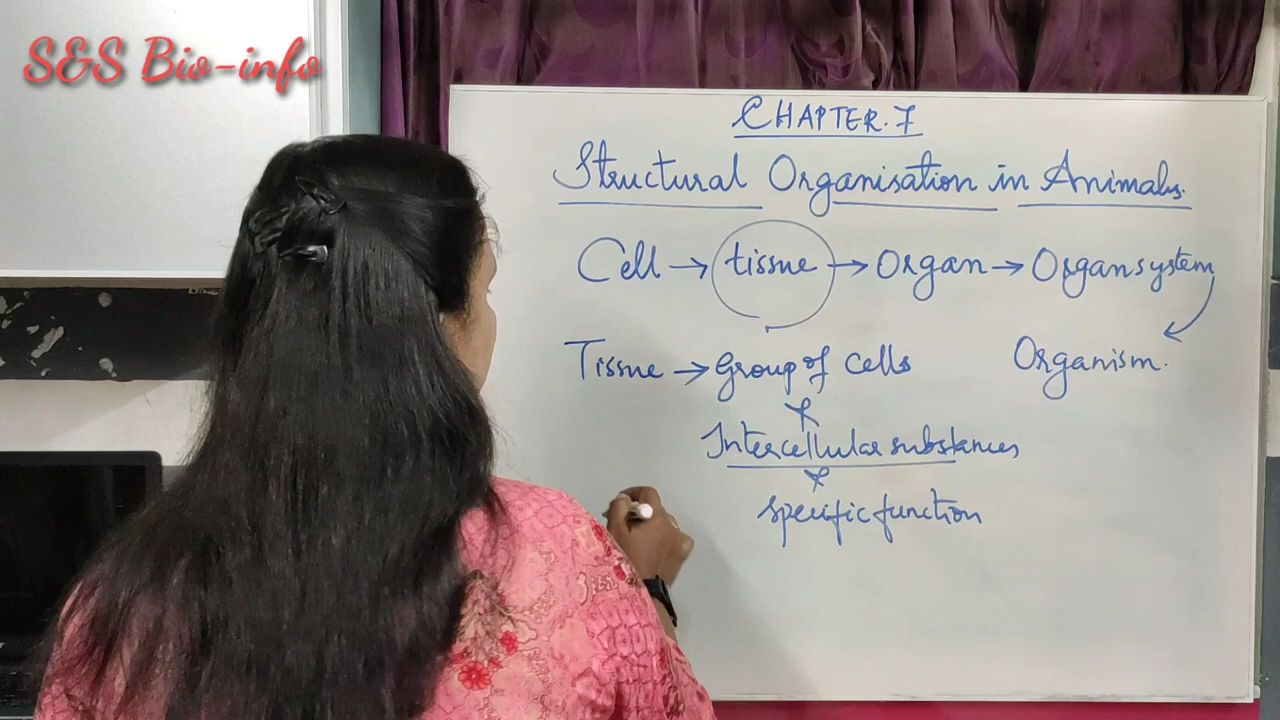 S&S Bio-info
CHAPTER.7
Structural Organisation in Animals.
Cell → tissue → Organ → Organsystem
Tissue → Group of Cells
Organism.
&
Intercellular substances
&
specific function